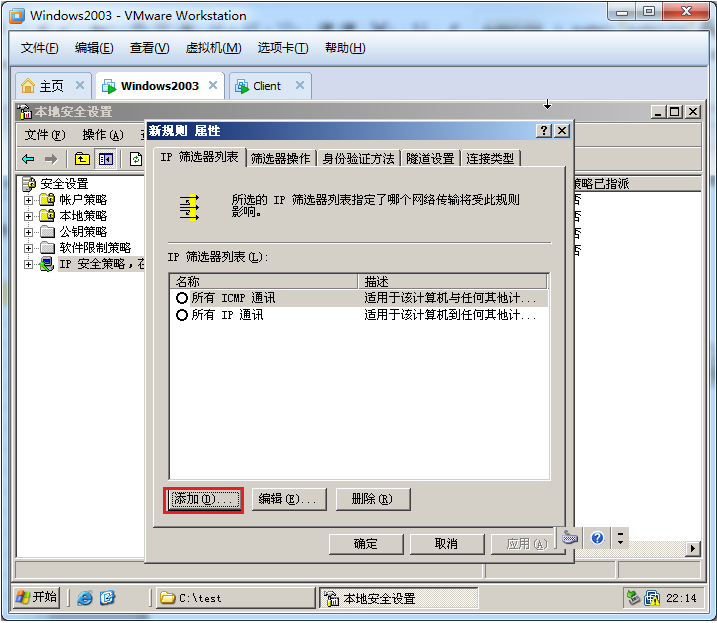 Windows2003 - VMware Workstation
文件(F) 编辑(E) 查看(V) 虚拟机(M) 选项卡(T) 帮助(H)
主页 Windows2003 Client
本地安全设置
文件(F) 操作(A)
新规则 属性
IP 筛选器列表 筛选器操作 身份验证方法 隧道设置 连接类型
安全设置
帐户策略
本地策略
公钥策略
软件限制策略
IP 安全策略，在
策略已指派
否
否
否
否
所选的 IP 筛选器列表指定了哪个网络传输将受此规则
影响。
IP 筛选器列表(L):
名称 描述
所有 ICMP 通讯 适用于该计算机与任何其他计...
所有 IP 通讯 适用于该计算机到任何其他计...
添加(D)... 编辑(E)... 删除(R)
确定 取消 应用(A)
开始 C:\test 本地安全设置 22:14